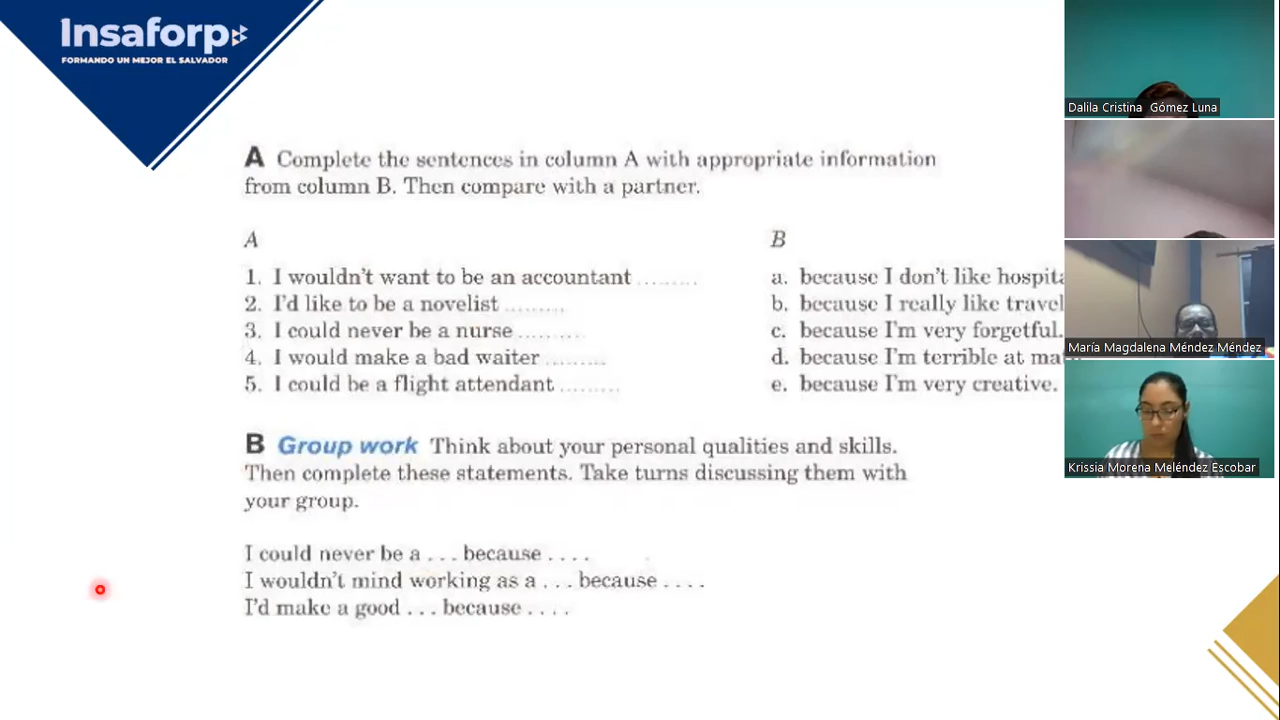 Insaforp
FORMANDO UN MEJOR EL SALVADOR
A Complete the sentences in column A with appropriate information
from column B. Then compare with a partner.
A
1. I wouldn't want to be an accountant .........
2. I'd like to be a novelist .........
3. I could never be a nurse .........
4. I would make a bad waiter .........
5. I could be a flight attendant .........
B
a. because I don't like
b. because I really like
c. because I'm very forgetful.
d. because I'm terrible at
e. because I'm very creative.
B Group work Think about your personal qualities and skills.
Then complete these statements. Take turns discussing them with
your group.
I could never be a . . . because . . . .
I wouldn't mind working as a . . . because . . . .
I'd make a good . . . because . . . .
Dalila Cristina Gómez Luna
María Magdalena Méndez Méndez
Krissia Morena Meléndez Escobar